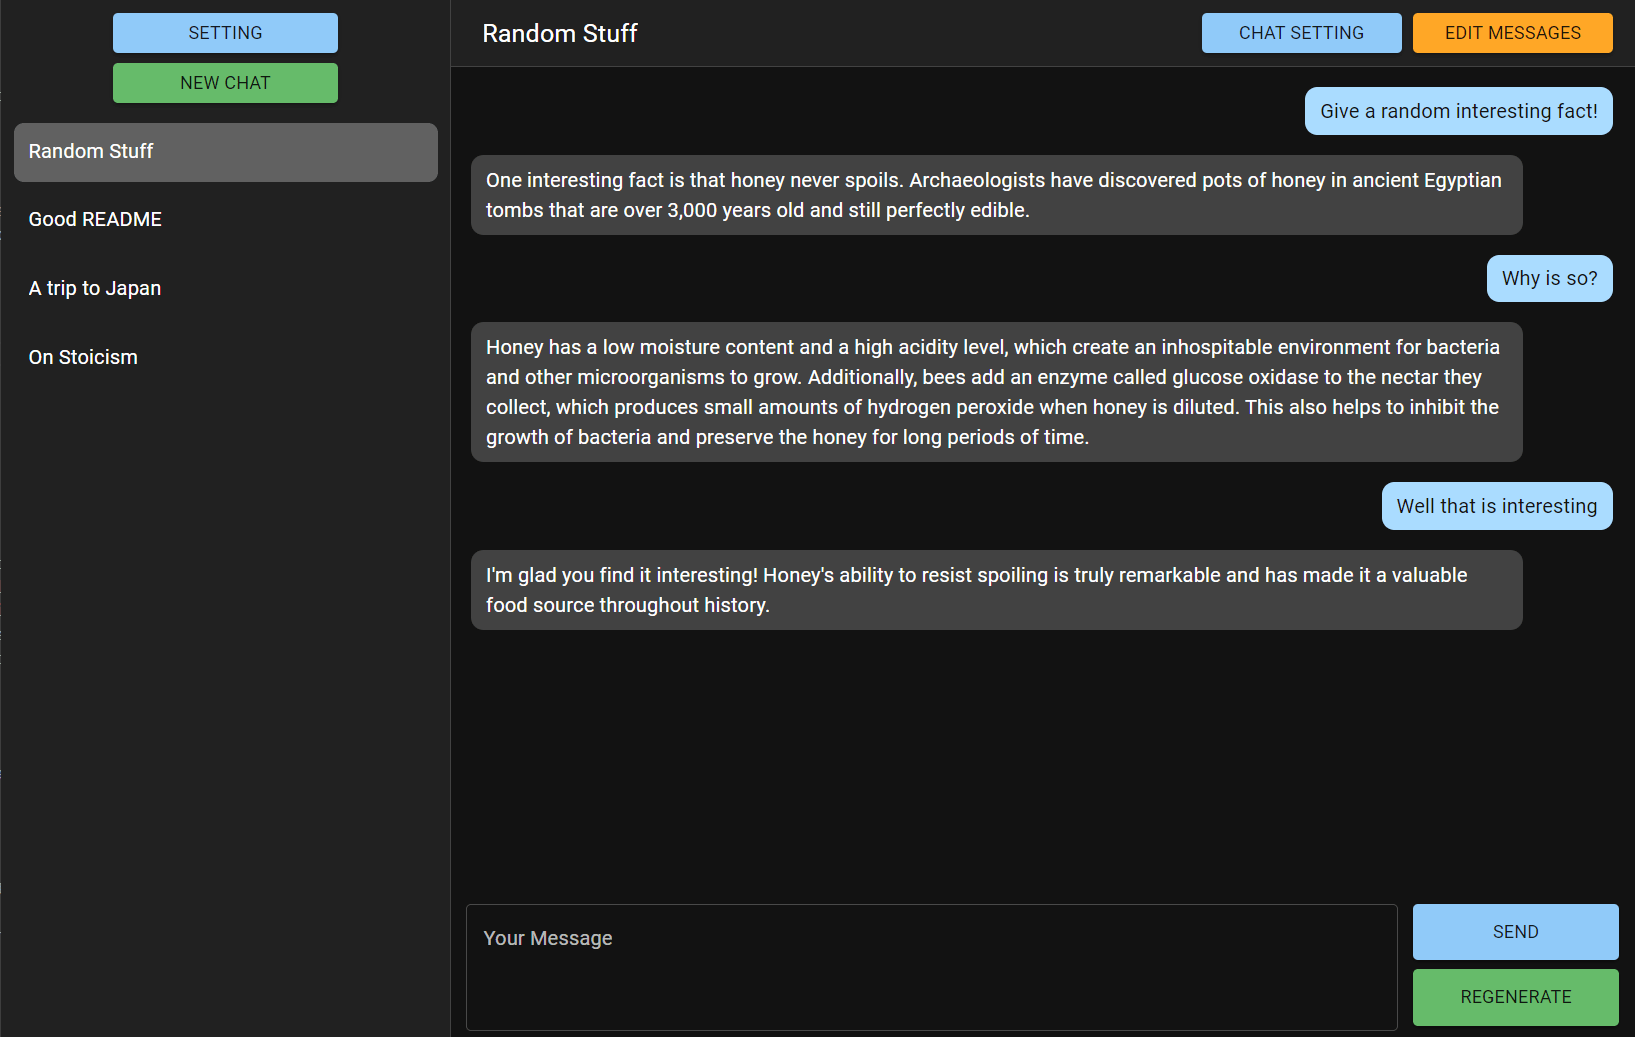 SETTING
NEW CHAT
Random Stuff
Good README
A trip to Japan
On Stoicism
Random Stuff
CHAT SETTING
EDIT MESSAGES
Give a random interesting fact!
One interesting fact is that honey never spoils. Archaeologists have discovered pots of honey in ancient Egyptian
tombs that are over 3,000 years old and still perfectly edible.
Why is so?
Honey has a low moisture content and a high acidity level, which create an inhospitable environment for bacteria
and other microorganisms to grow. Additionally, bees add an enzyme called glucose oxidase to the nectar they
collect, which produces small amounts of hydrogen peroxide when honey is diluted. This also helps to inhibit the
growth of bacteria and preserve the honey for long periods of time.
Well that is interesting
I'm glad you find it interesting! Honey's ability to resist spoiling is truly remarkable and has made it a valuable
food source throughout history.
Your Message
SEND
REGENERATE